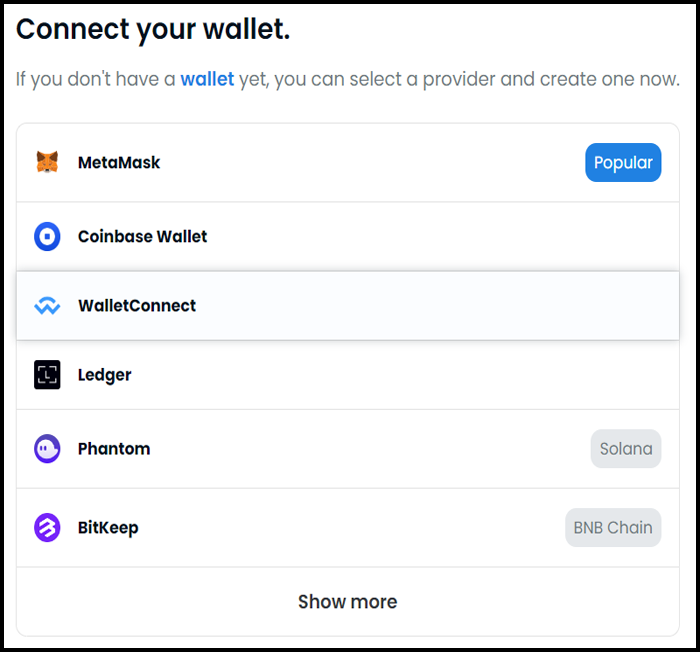 Connect your wallet.
If you don't have a wallet yet, you can select a provider and create one now.
MetaMask Popular
Coinbase Wallet
WalletConnect
Ledger
Phantom Solana
BitKeep BNB Chain
Show more